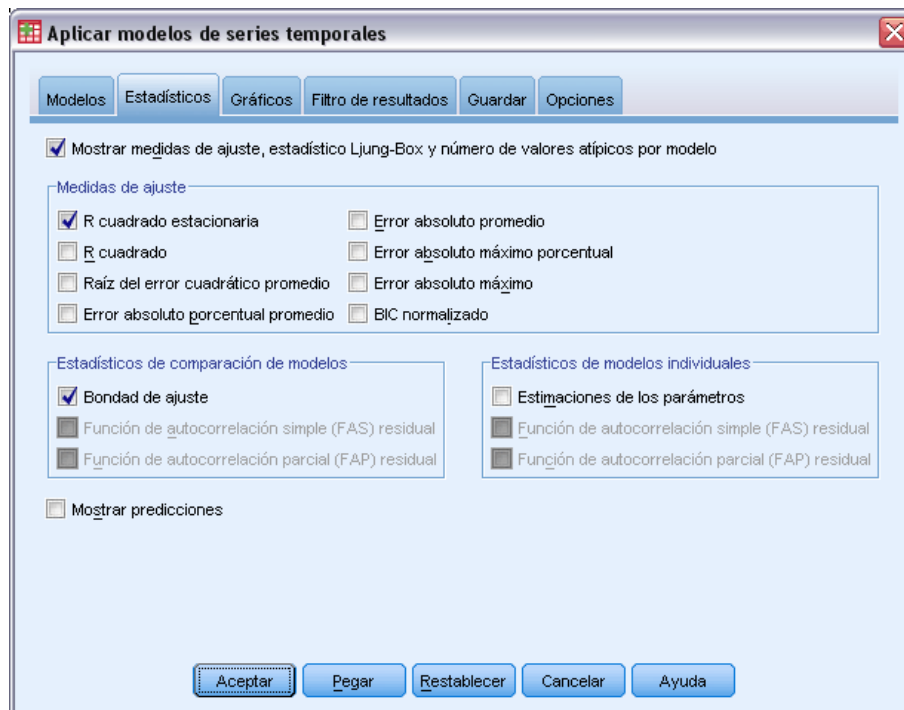 Aplicar modelos de series temporales
Modelos Estadísticos Gráficos Filtro de resultados Guardar Opciones
Mostrar medidas de ajuste, estadístico Ljung-Box y número de valores atípicos por modelo
Medidas de ajuste
R cuadrado estacionaria
R cuadrado
Raíz del error cuadrático promedio
Error absoluto porcentual promedio
Error absoluto promedio
Error absoluto máximo porcentual
Error absoluto máximo
BIC normalizado
Estadísticos de comparación de modelos
Bondad de ajuste
Función de autocorrelación simple (FAS) residual
Función de autocorrelación parcial (FAP) residual
Estadísticos de modelos individuales
Estimaciones de los parámetros
Función de autocorrelación simple (FAS) residual
Función de autocorrelación parcial (FAP) residual
Mostrar predicciones
Aceptar Pegar Restablecer Cancelar Ayuda